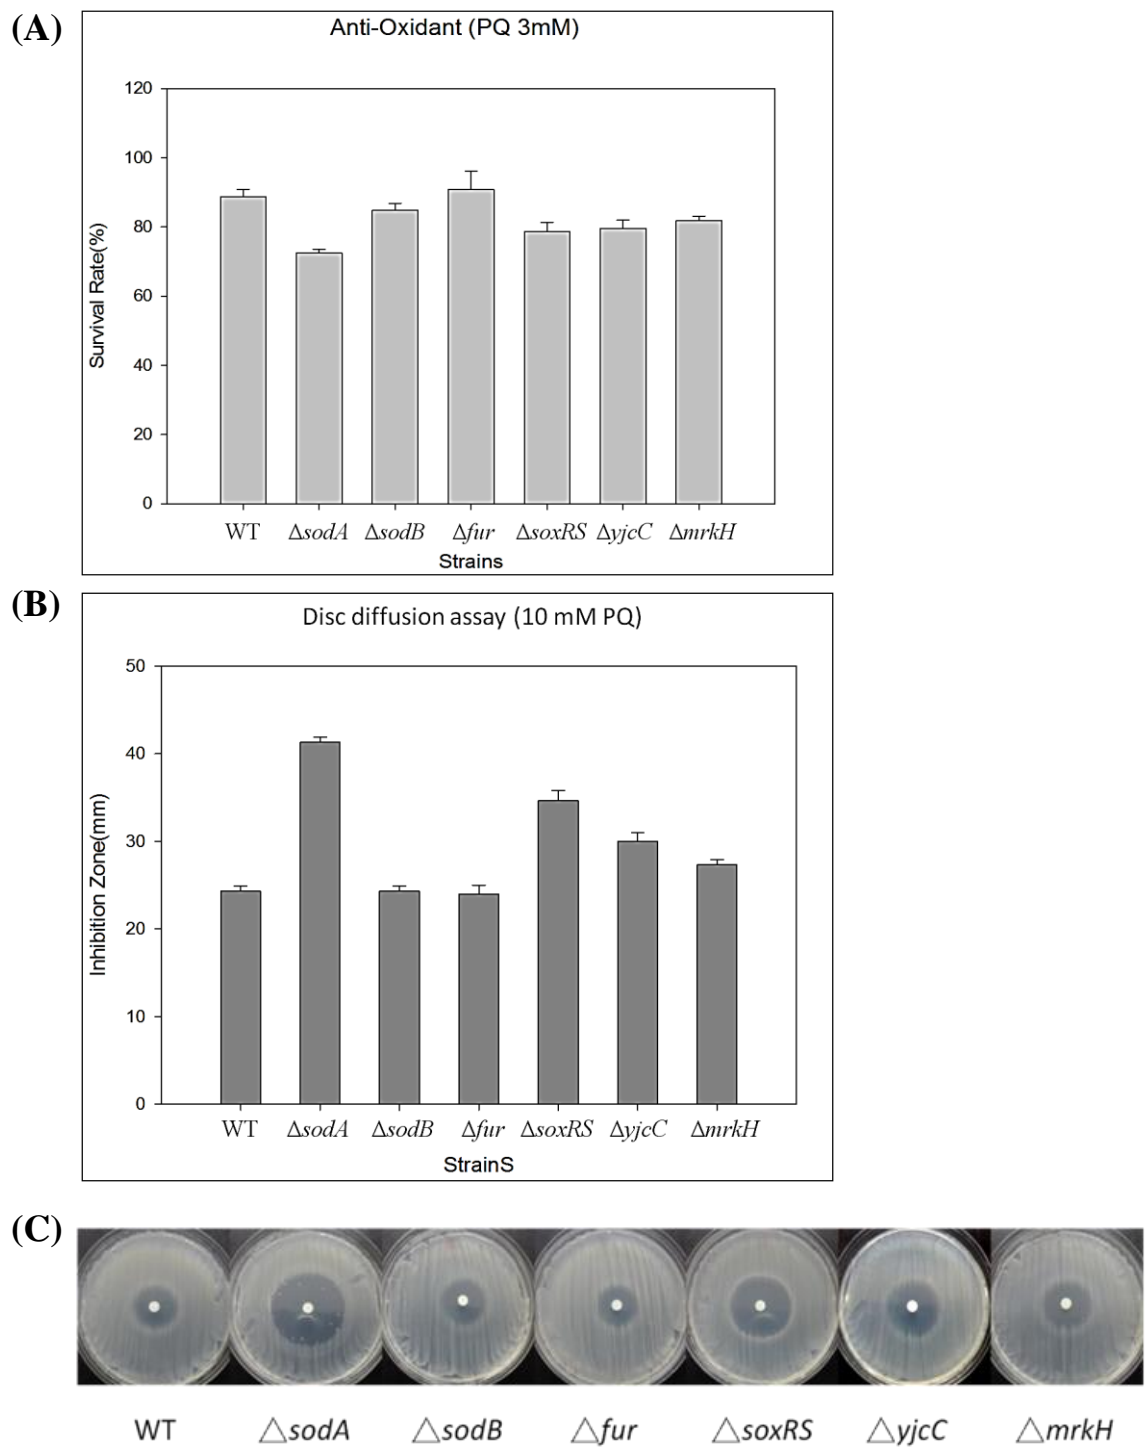 (A)
Anti-Oxidant (PQ 3mM)
120
100
80
60
40
20
0
Survival Rate(%)
WT ΔsodA ΔsodB Δfur ΔsoxRS ΔyjcC ΔmrkH
Strains
(B)
Disc diffusion assay (10 mM PQ)
50
40
30
20
10
0
Inhibition Zone(mm)
WT ΔsodA ΔsodB Δfur ΔsoxRS ΔyjcC ΔmrkH
StrainS
(C)
WT △sodA △sodB △fur △soxRS △yjcC △mrkH